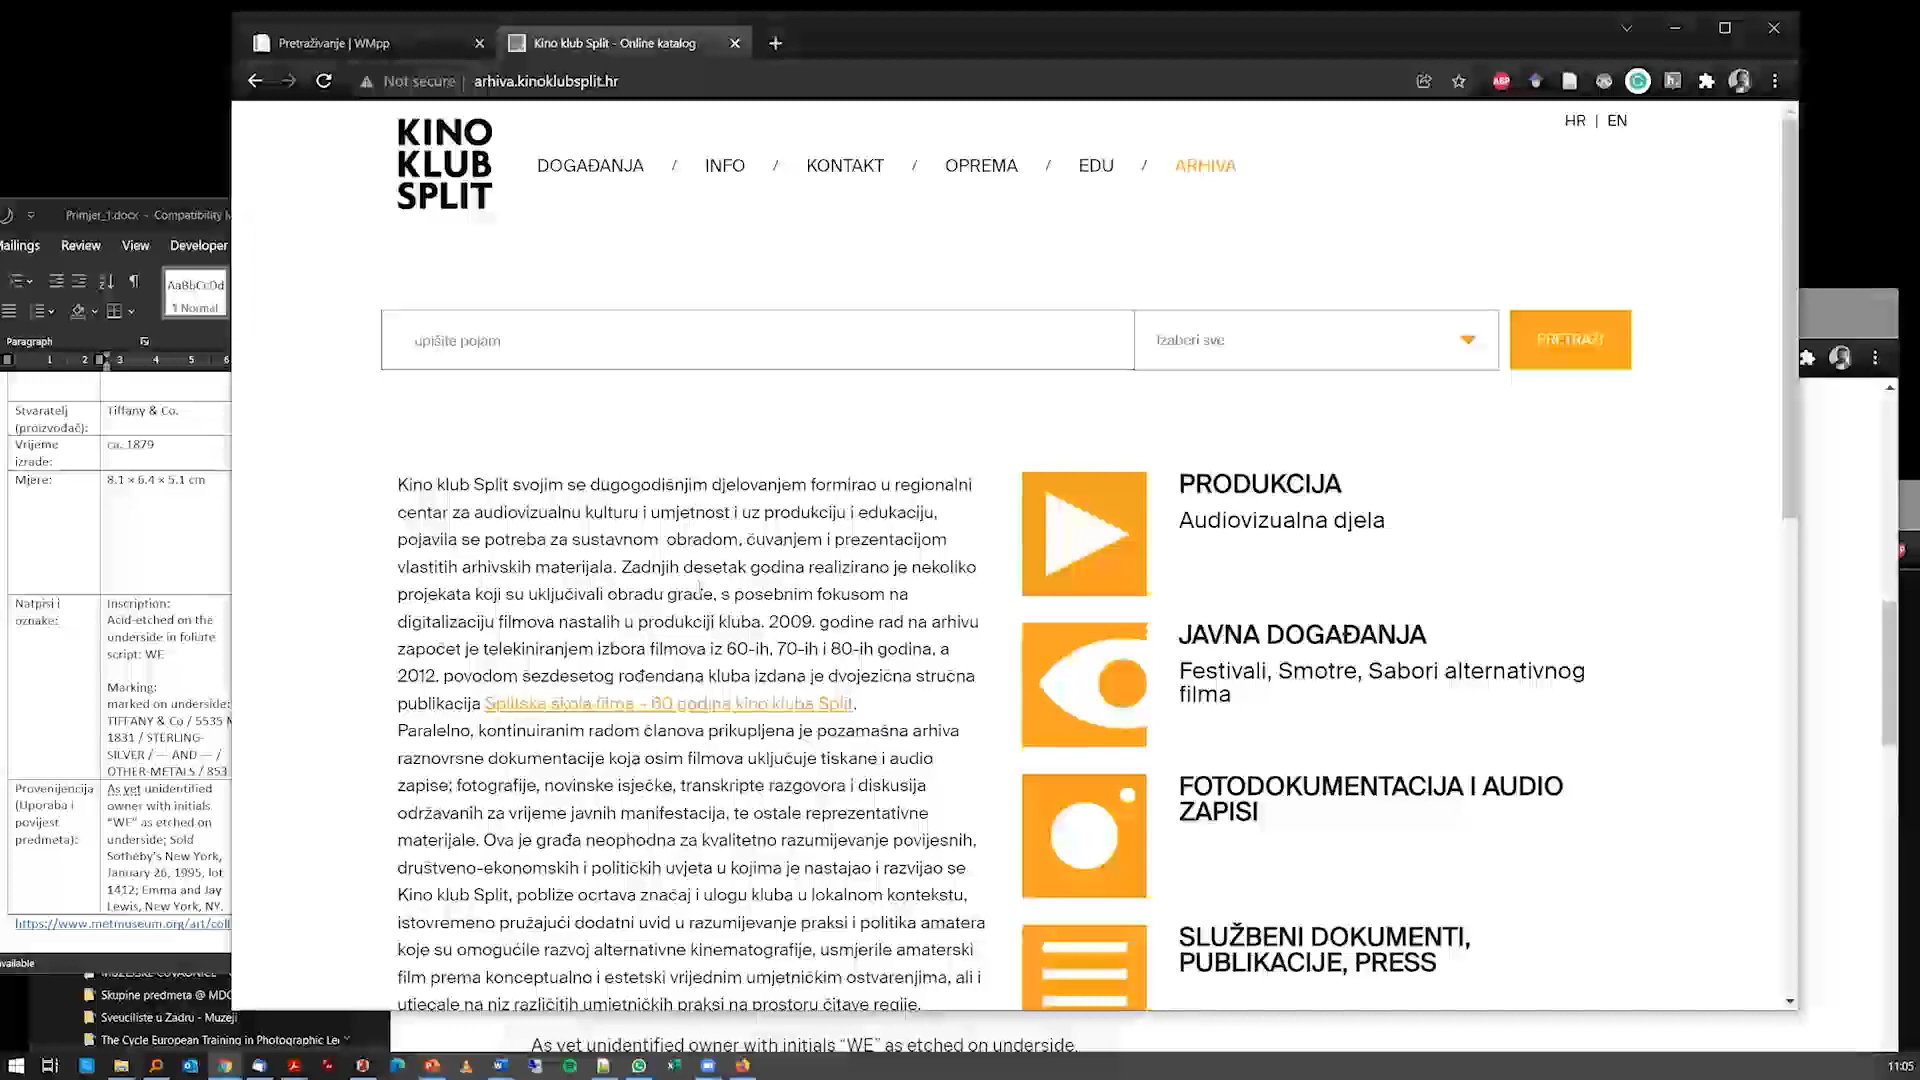 Pretraživanje | WMpp
Kino klub Split - Online katalog
Not secure
arhiva.kinoklubsplit.hr
ABP
HR | EN
KINO
KLUB
SPLIT
DOGAĐANJA / INFO / KONTAKT / OPREMA / EDU / ARHIVA
upišite pojam
Izaberi sve
PRETRAŽI
Kino klub Split svojim se dugogodišnjim djelovanjem formirao u regionalni
centar za audiovizualnu kulturu i umjetnost i uz produkciju i edukaciju,
pojavila se potreba za sustavnom obradom, čuvanjem i prezentacijom
vlastitih arhivskih materijala. Zadnjih desetak godina realizirano je nekoliko
projekata koji su uključivali obradu građe, s posebnim fokusom na
digitalizaciju filmova nastalih u produkciji kluba. 2009. godine rad na arhivu
započet je telekiniranjem izbora filmova iz 60-ih, 70-ih i 80-ih godina, a
2012. povodom šezdesetog rođendana kluba izdana je dvojezična stručna
publikacija Splitska škola filma - 60 godina kino kluba Split.
Paralelno, kontinuiranim radom članova prikupljena je pozamašna arhiva
raznovrsne dokumentacije koja osim filmova uključuje tiskane i audio
zapise; fotografije, novinske isječke, transkripte razgovora i diskusija
održavanih za vrijeme javnih manifestacija, te ostale reprezentativne
materijale. Ova je građa neophodna za kvalitetno razumijevanje povijesnih,
društveno-ekonomskih i političkih uvjeta u kojima je nastajao i razvijao se
Kino klub Split, pobliže ocrtava značaj i ulogu kluba u lokalnom kontekstu,
istovremeno pružajući dodatni uvid u razumijevanje praksi i politika amatera
koje su omogućile razvoj alternativne kinematografije, usmjerile amaterski
film prema konceptualno i estetski vrijednim umjetničkim ostvarenjima, ali i
utjecale na niz različitih umjetničkih praksi na prostoru čitave regije.
PRODUKCIJA
Audiovizualna djela
JAVNA DOGAĐANJA
Festivali, Smotre, Sabori alternativnog
filma
FOTODOKUMENTACIJA I AUDIO
ZAPISI
SLUŽBENI DOKUMENTI,
PUBLIKACIJE, PRESS
Primjer_1.docx - Compatibility M
Mailings Review View Developer
AaBbCcDd
¶ Normal
Paragraph
1 2 3 4 5 6
Stvaratelj
(proizvođač):
Tiffany & Co.
Vrijeme
izrade:
ca. 1879
Mjere:
8.1 × 6.4 × 5.1 cm
Natpisi i
oznake:
Inscription:
Acid-etched on the
underside in foliate
script: WE
Marking:
marked on underside:
TIFFANY & Co / 5535 M
1831 / STERLING-
SILVER / — AND — /
OTHER-METALS / 853
Provenijencija
(Uporaba i
povijest
predmeta):
As yet unidentified
owner with initials
“WE” as etched on
underside; Sold
Sotheby’s New York,
January 26, 1995, lot
1412; Emma and Jay
Lewis, New York, NY.
https://www.metmuseum.org/art/coll
available
Skupine predmeta @ MDC
Sveuciliste u Zadru - Muzeji
The Cycle European Training in Photographic Le
As yet unidentified owner with initials “WE” as etched on underside.
11:05